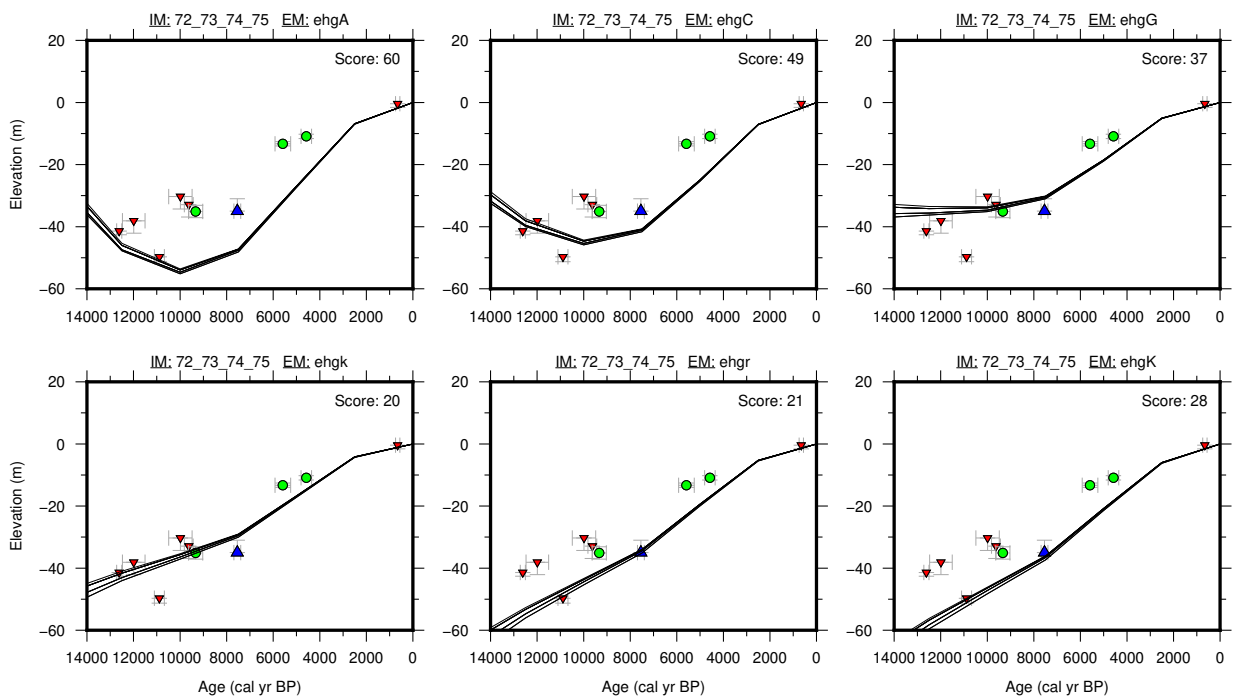 IM: 72_73_74_75 EM: ehgA
IM: 72_73_74_75 EM: ehgC
IM: 72_73_74_75 EM: ehgG
20
0
−20
−40
−60
Elevation (m)
Score: 60
14000 12000 10000 8000 6000 4000 2000 0
20
0
−20
−40
−60
Score: 49
14000 12000 10000 8000 6000 4000 2000 0
20
0
−20
−40
−60
Score: 37
14000 12000 10000 8000 6000 4000 2000 0
IM: 72_73_74_75 EM: ehgk
IM: 72_73_74_75 EM: ehgr
IM: 72_73_74_75 EM: ehgK
20
0
−20
−40
−60
Elevation (m)
Score: 20
14000 12000 10000 8000 6000 4000 2000 0
Age (cal yr BP)
20
0
−20
−40
−60
Score: 21
14000 12000 10000 8000 6000 4000 2000 0
Age (cal yr BP)
20
0
−20
−40
−60
Score: 28
14000 12000 10000 8000 6000 4000 2000 0
Age (cal yr BP)